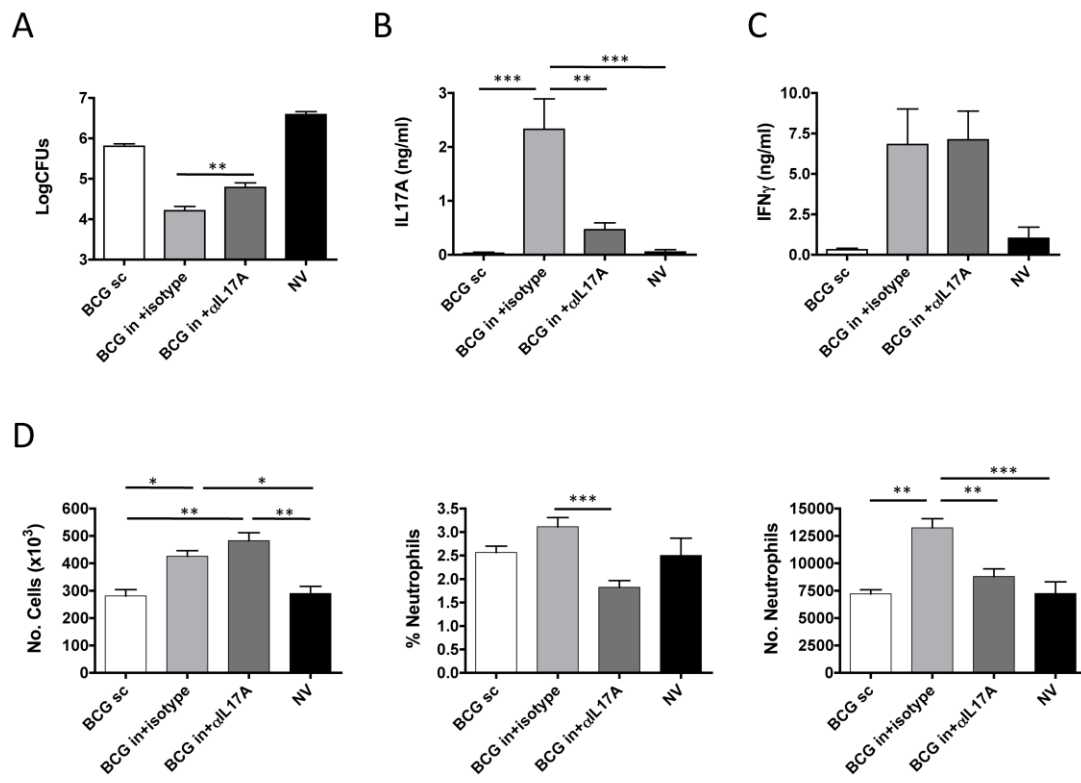 A
LogCFUs
7
6
5
4
3
**
BCG sc
BCG in +isotype
BCG in +αIL17A
NV
B
IL17A (ng/ml)
3
2
1
0
***
***
**
BCG sc
BCG in +isotype
BCG in +αIL17A
NV
C
IFNγ (ng/ml)
10.0
7.5
5.0
2.5
0.0
BCG sc
BCG in +isotype
BCG in +αIL17A
NV
D
No. Cells (x10³)
600
500
400
300
200
100
0
*
*
**
**
BCG sc
BCG in+isotype
BCG in+αIL17A
NV
% Neutrophils
3.5
3.0
2.5
2.0
1.5
1.0
0.5
0.0
***
BCG sc
BCG in+isotype
BCG in+αIL17A
NV
No. Neutrophils
15000
12500
10000
7500
5000
2500
0
***
**
**
BCG sc
BCG in+isotype
BCG in+αIL17A
NV